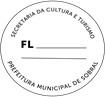 SECRETARIA DA CULTURA E TURISMO
FL
PREFEITURA MUNICIPAL DE SOBRAL